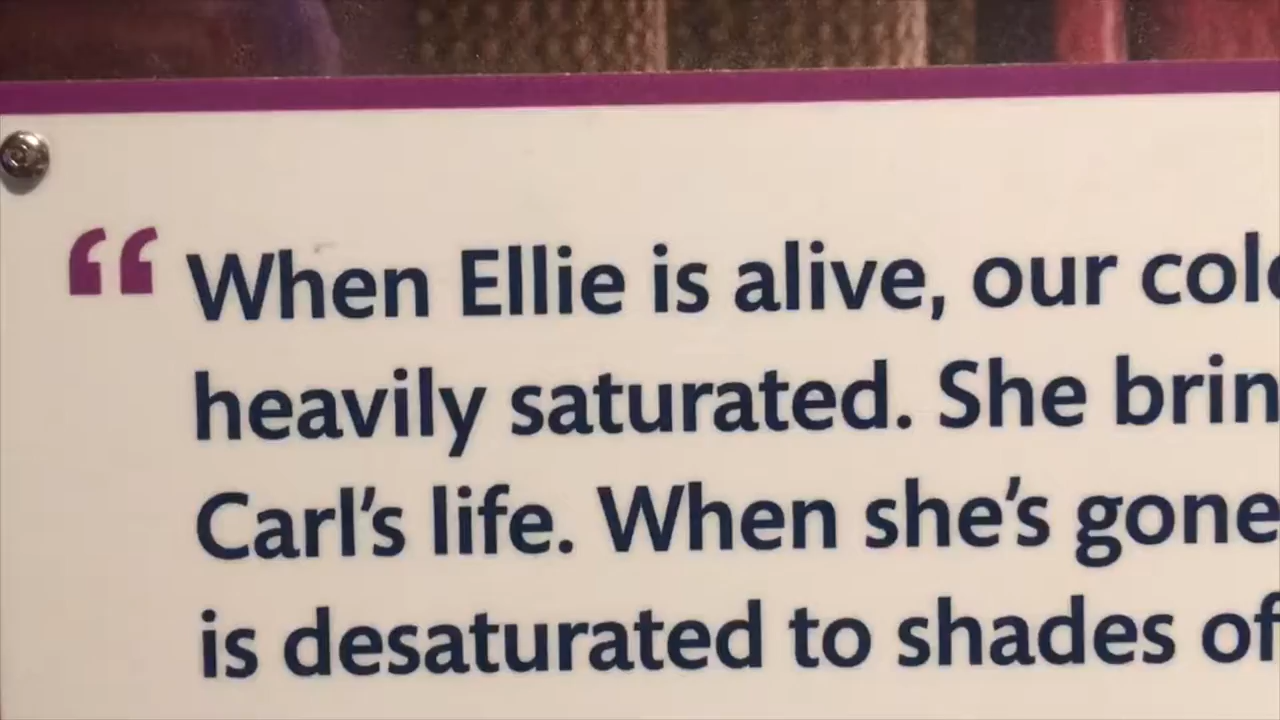 “When Ellie is alive, our
heavily saturated. She
Carl’s life. When she’s gone
is desaturated to shades of